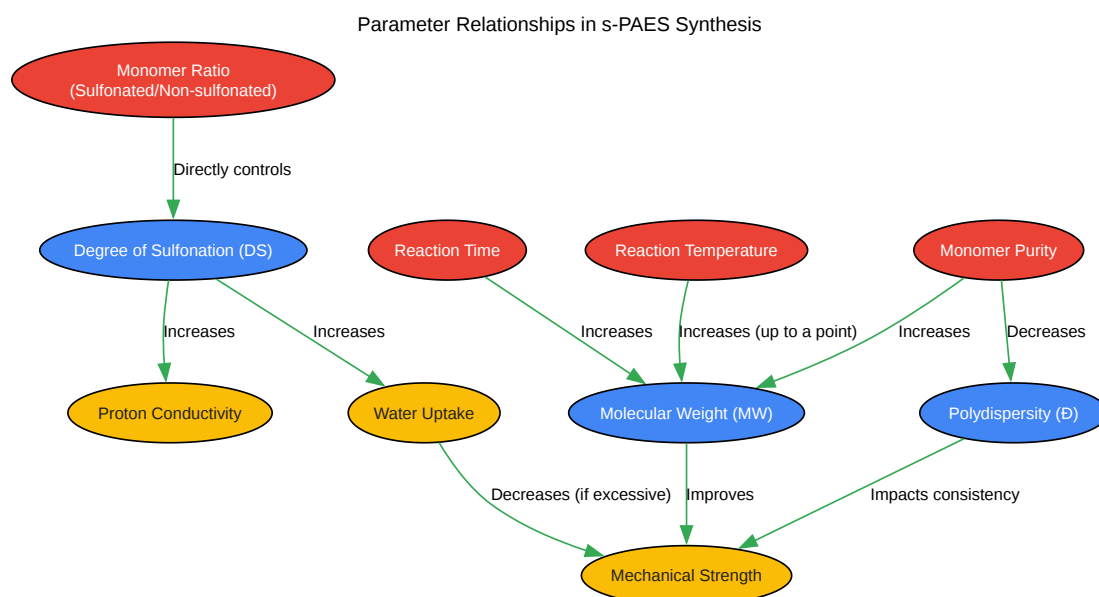 Parameter Relationships in s-PAES Synthesis
Monomer Ratio
(Sulfonated/Non-sulfonated)
Directly controls
Degree of Sulfonation (DS)
Reaction Time
Reaction Temperature
Monomer Purity
Increases
Increases
Increases
Increases (up to a point)
Increases
Decreases
Proton Conductivity
Water Uptake
Molecular Weight (MW)
Polydispersity (Đ)
Decreases (if excessive)
Improves
Impacts consistency
Mechanical Strength